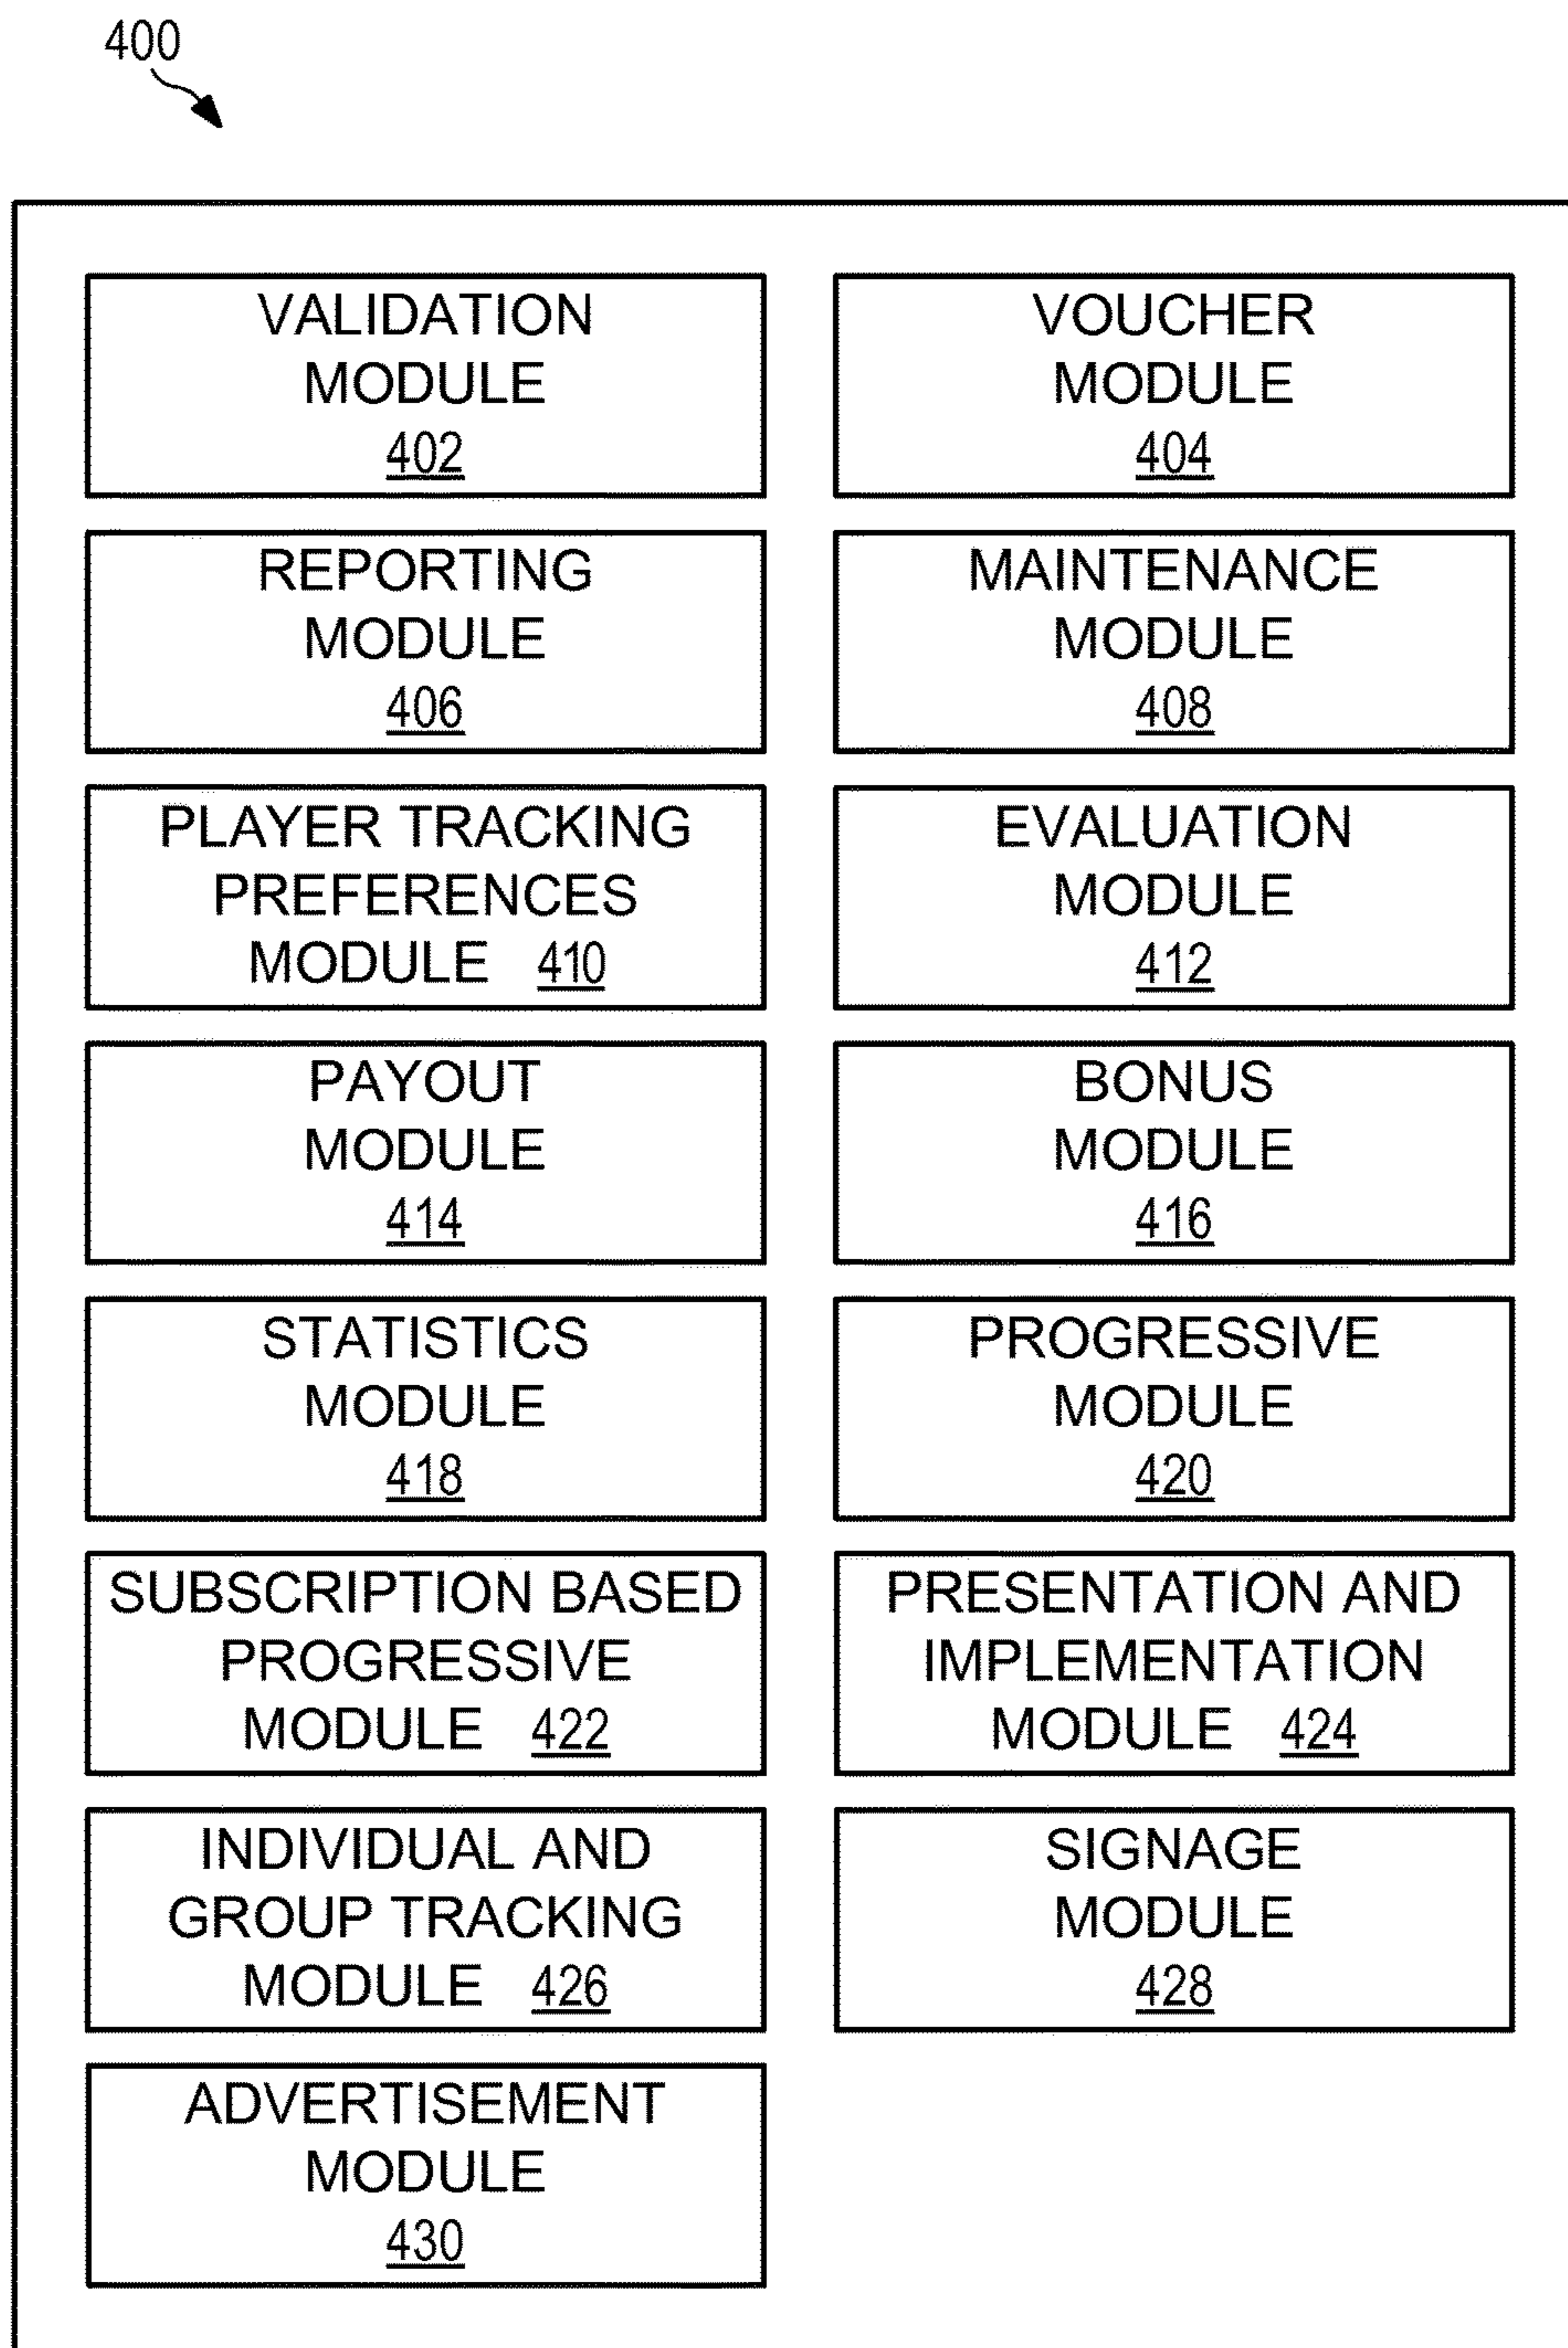 400
VALIDATION
MODULE
402
VOUCHER
MODULE
404
REPORTING
MODULE
406
MAINTENANCE
MODULE
408
PLAYER TRACKING
PREFERENCES
MODULE 410
EVALUATION
MODULE
412
PAYOUT
MODULE
414
BONUS
MODULE
416
STATISTICS
MODULE
418
PROGRESSIVE
MODULE
420
SUBSCRIPTION BASED
PROGRESSIVE
MODULE 422
PRESENTATION AND
IMPLEMENTATION
MODULE 424
INDIVIDUAL AND
GROUP TRACKING
MODULE 426
SIGNAGE
MODULE
428
ADVERTISEMENT
MODULE
430